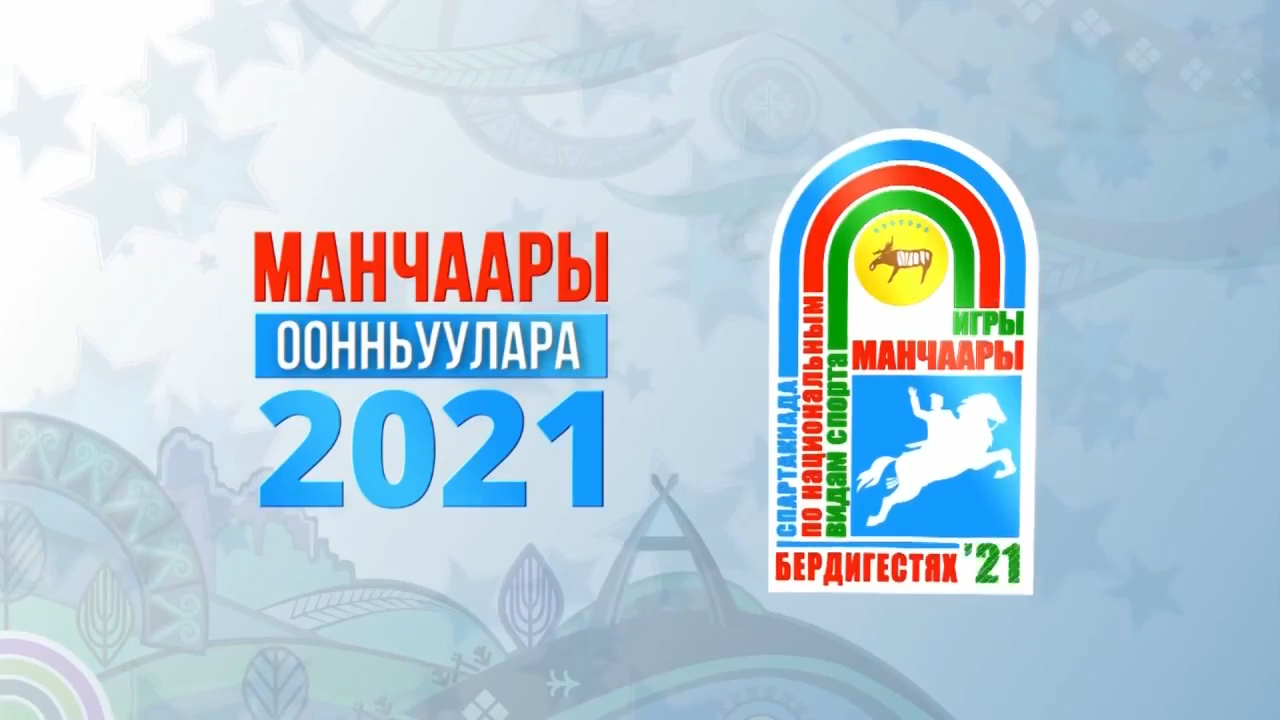 МАНЧААРЫ
ООННЬУУЛАРА
2021
СПАРТАКИАДА
ПО НАЦИОНАЛЬНЫМ
ВИДАМ СПОРТА
ИГРЫ
МАНЧААРЫ
БЕРДИГЕСТЯХ '21